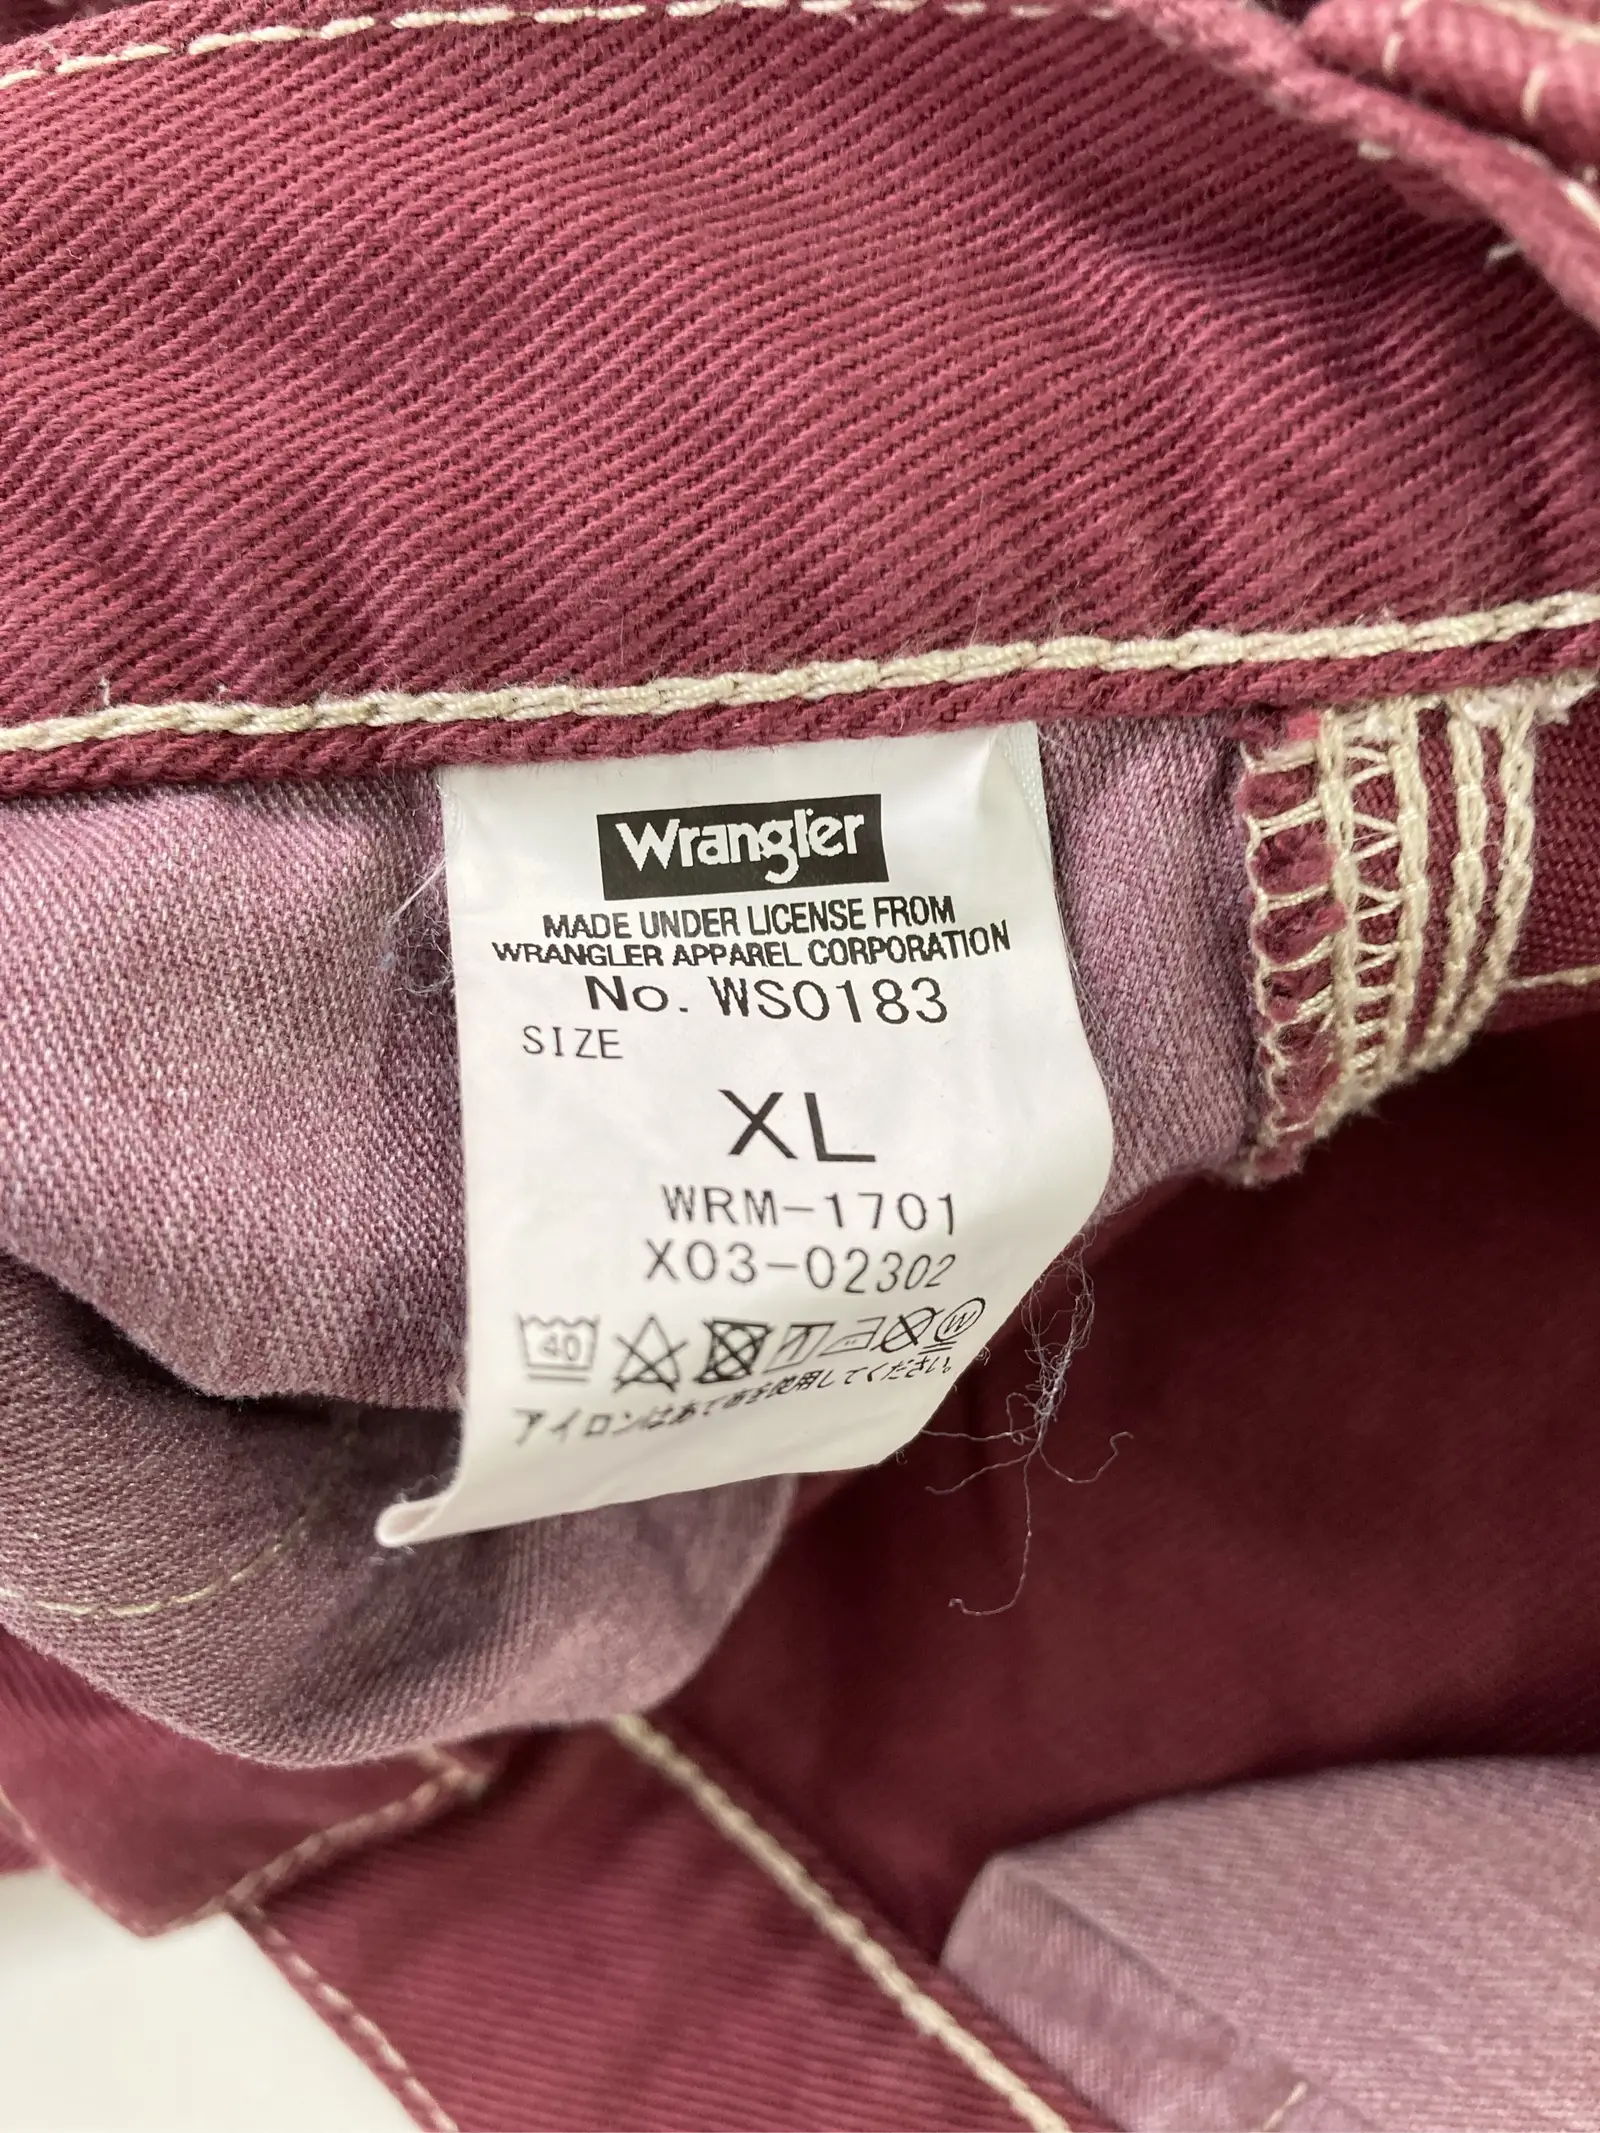 Wrangler
MADE UNDER LICENSE FROM
WRANGLER APPAREL CORPORATION
No. WS0183
SIZE
XL
WRM-1701
X03-02302
40 W
アイロンはあて布を使用してください。